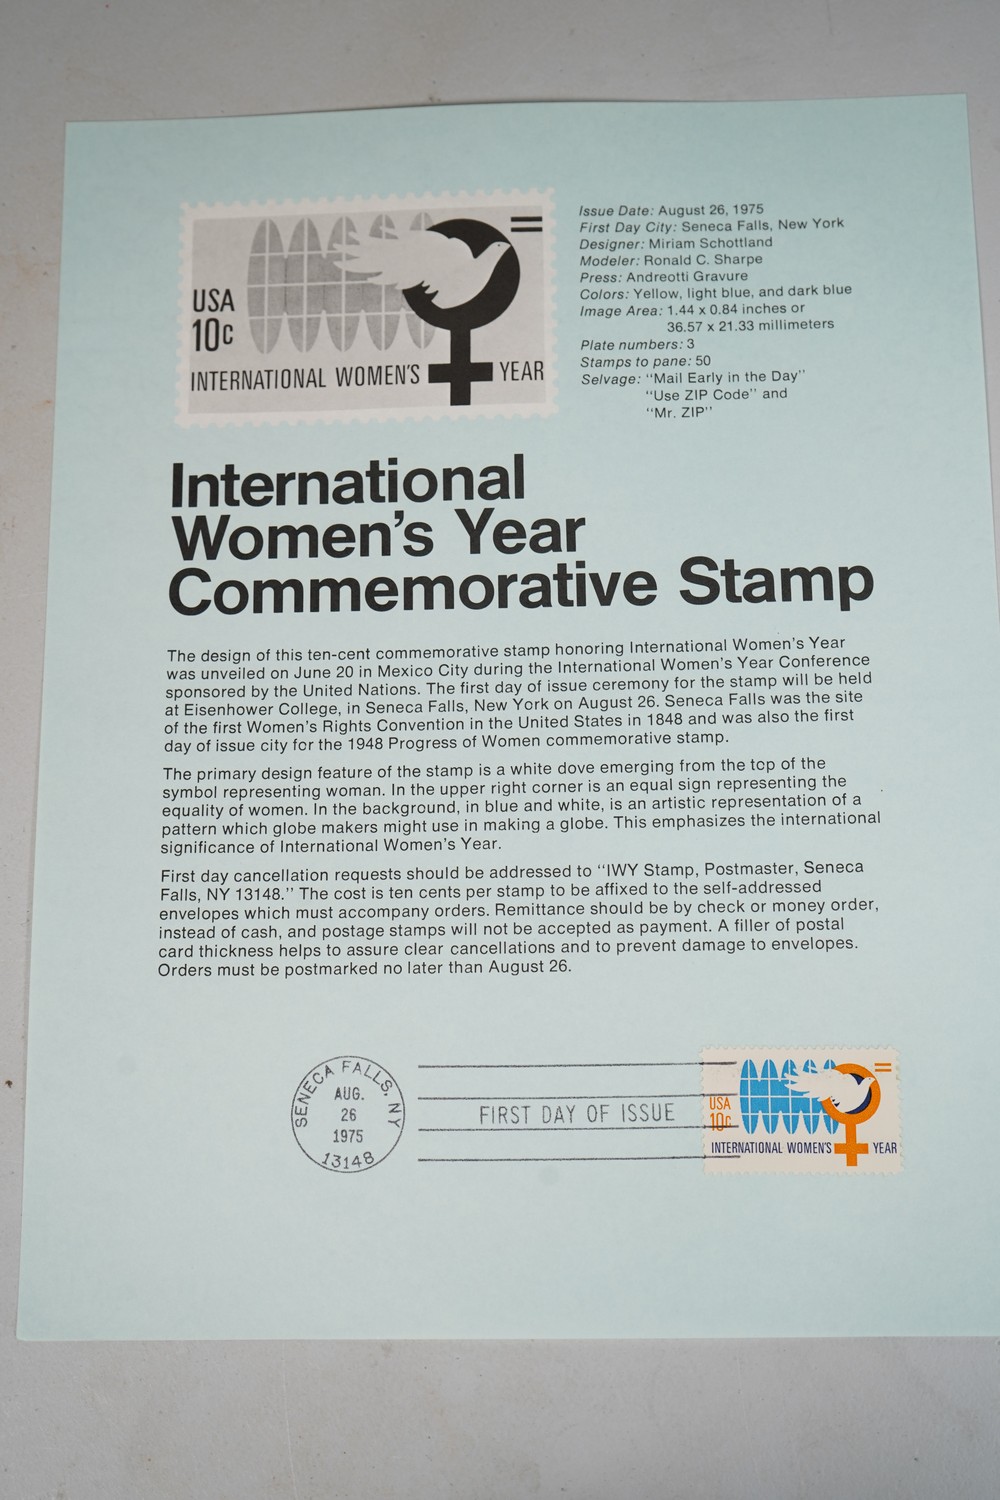 USA
10c
INTERNATIONAL WOMEN'S YEAR
Issue Date: August 26, 1975
First Day City: Seneca Falls, New York
Designer: Miriam Schottland
Modeler: Ronald C. Sharpe
Press: Andreotti Gravure
Colors: Yellow, light blue, and dark blue
Image Area: 1.44 x 0.84 inches or
36.57 x 21.33 millimeters
Plate numbers: 3
Stamps to pane: 50
Selvage: "Mail Early in the Day"
"Use ZIP Code" and
"Mr. ZIP"
International
Women's Year
Commemorative Stamp
The design of this ten-cent commemorative stamp honoring International Women's Year
was unveiled on June 20 in Mexico City during the International Women's Year Conference
sponsored by the United Nations. The first day of issue ceremony for the stamp will be held
at Eisenhower College, in Seneca Falls, New York on August 26. Seneca Falls was the site
of the first Women's Rights Convention in the United States in 1848 and was also the first
day of issue city for the 1948 Progress of Women commemorative stamp.
The primary design feature of the stamp is a white dove emerging from the top of the
symbol representing woman. In the upper right corner is an equal sign representing the
equality of women. In the background, in blue and white, is an artistic representation of a
pattern which globe makers might use in making a globe. This emphasizes the international
significance of International Women's Year.
First day cancellation requests should be addressed to "IWY Stamp, Postmaster, Seneca
Falls, NY 13148." The cost is ten cents per stamp to be affixed to the self-addressed
envelopes which must accompany orders. Remittance should be by check or money order,
instead of cash, and postage stamps will not be accepted as payment. A filler of postal
card thickness helps to assure clear cancellations and to prevent damage to envelopes.
Orders must be postmarked no later than August 26.
SENECA FALLS, NY
AUG.
26
1975
13148
FIRST DAY OF ISSUE
USA
10c
INTERNATIONAL WOMEN'S YEAR